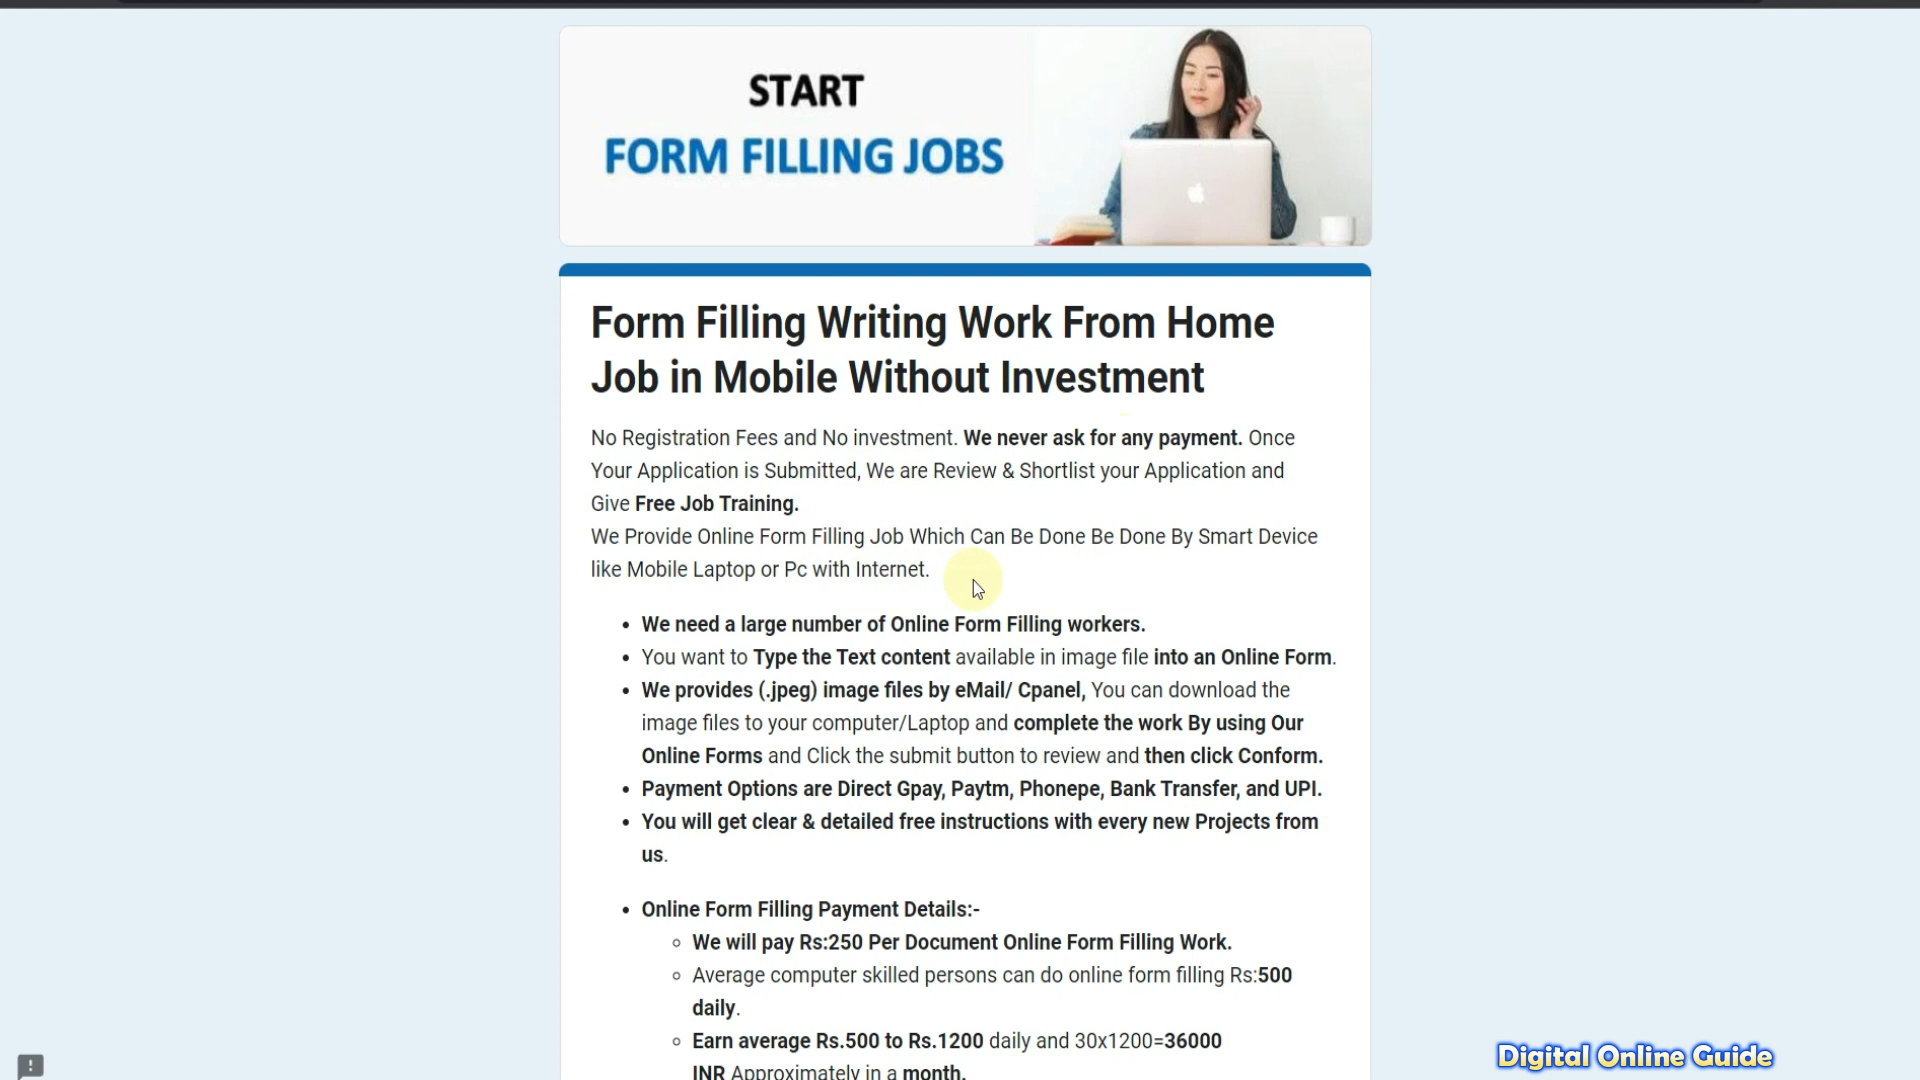 START
FORM FILLING JOBS
Form Filling Writing Work From Home
Job in Mobile Without Investment
No Registration Fees and No investment. We never ask for any payment. Once
Your Application is Submitted, We are Review & Shortlist your Application and
Give Free Job Training.
We Provide Online Form Filling Job Which Can Be Done Be Done By Smart Device
like Mobile Laptop or Pc with Internet.
• We need a large number of Online Form Filling workers.
• You want to Type the Text content available in image file into an Online Form.
• We provides (.jpeg) image files by eMail/ Cpanel, You can download the
image files to your computer/Laptop and complete the work By using Our
Online Forms and Click the submit button to review and then click Conform.
• Payment Options are Direct Gpay, Paytm, Phonepe, Bank Transfer, and UPI.
• You will get clear & detailed free instructions with every new Projects from
us.
• Online Form Filling Payment Details:-
○ We will pay Rs:250 Per Document Online Form Filling Work.
○ Average computer skilled persons can do online form filling Rs:500
daily.
○ Earn average Rs.500 to Rs.1200 daily and 30x1200=36000
INR Approximately in a month.
Digital Online Guide